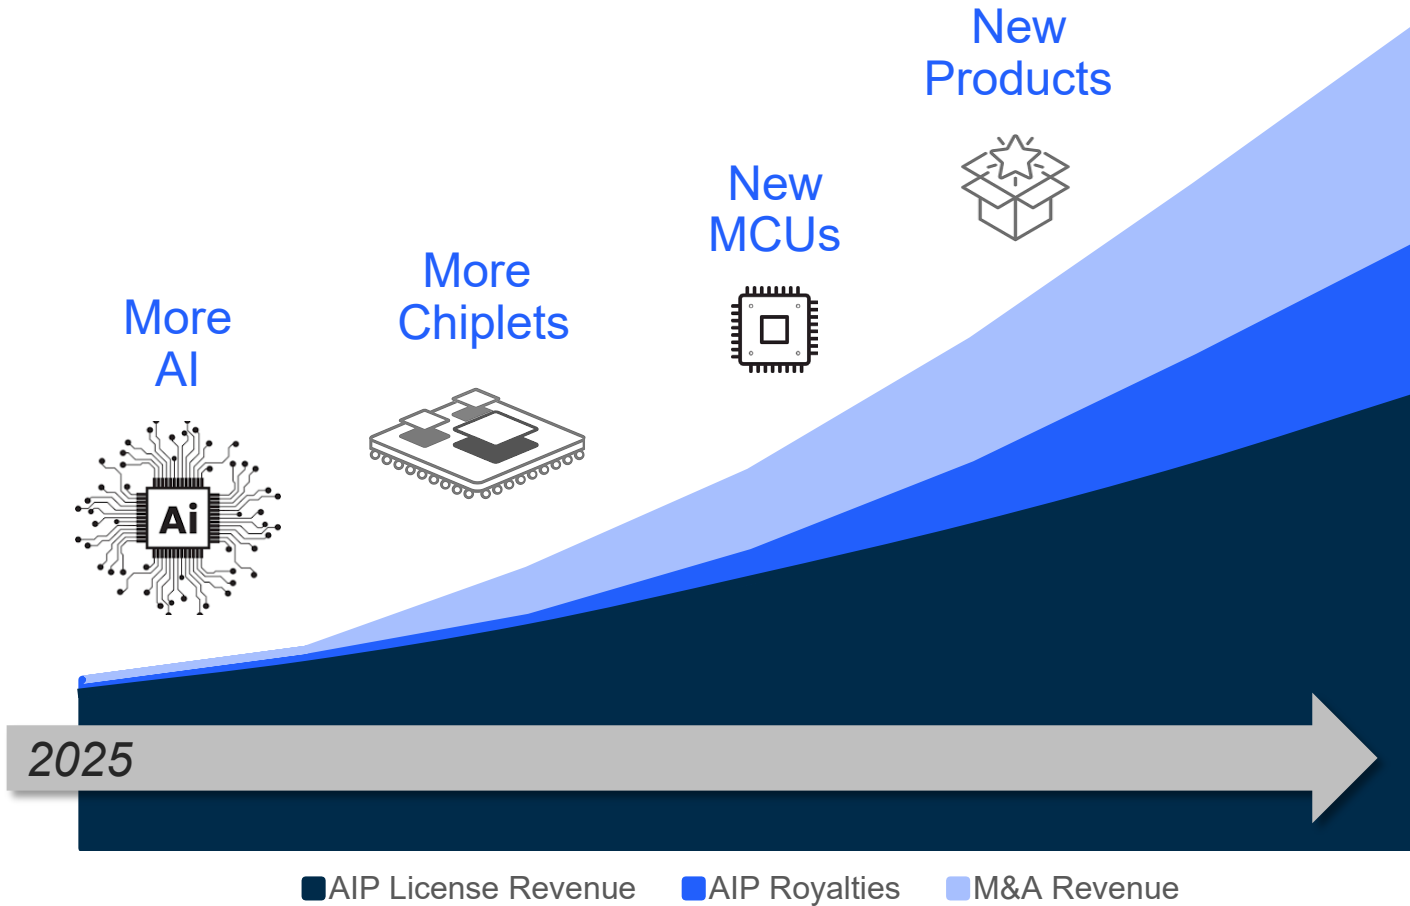 New
Products
New
MCUs
More
Chiplets
More
AI
Ai
2025
AIP License Revenue
AIP Royalties
M&A Revenue